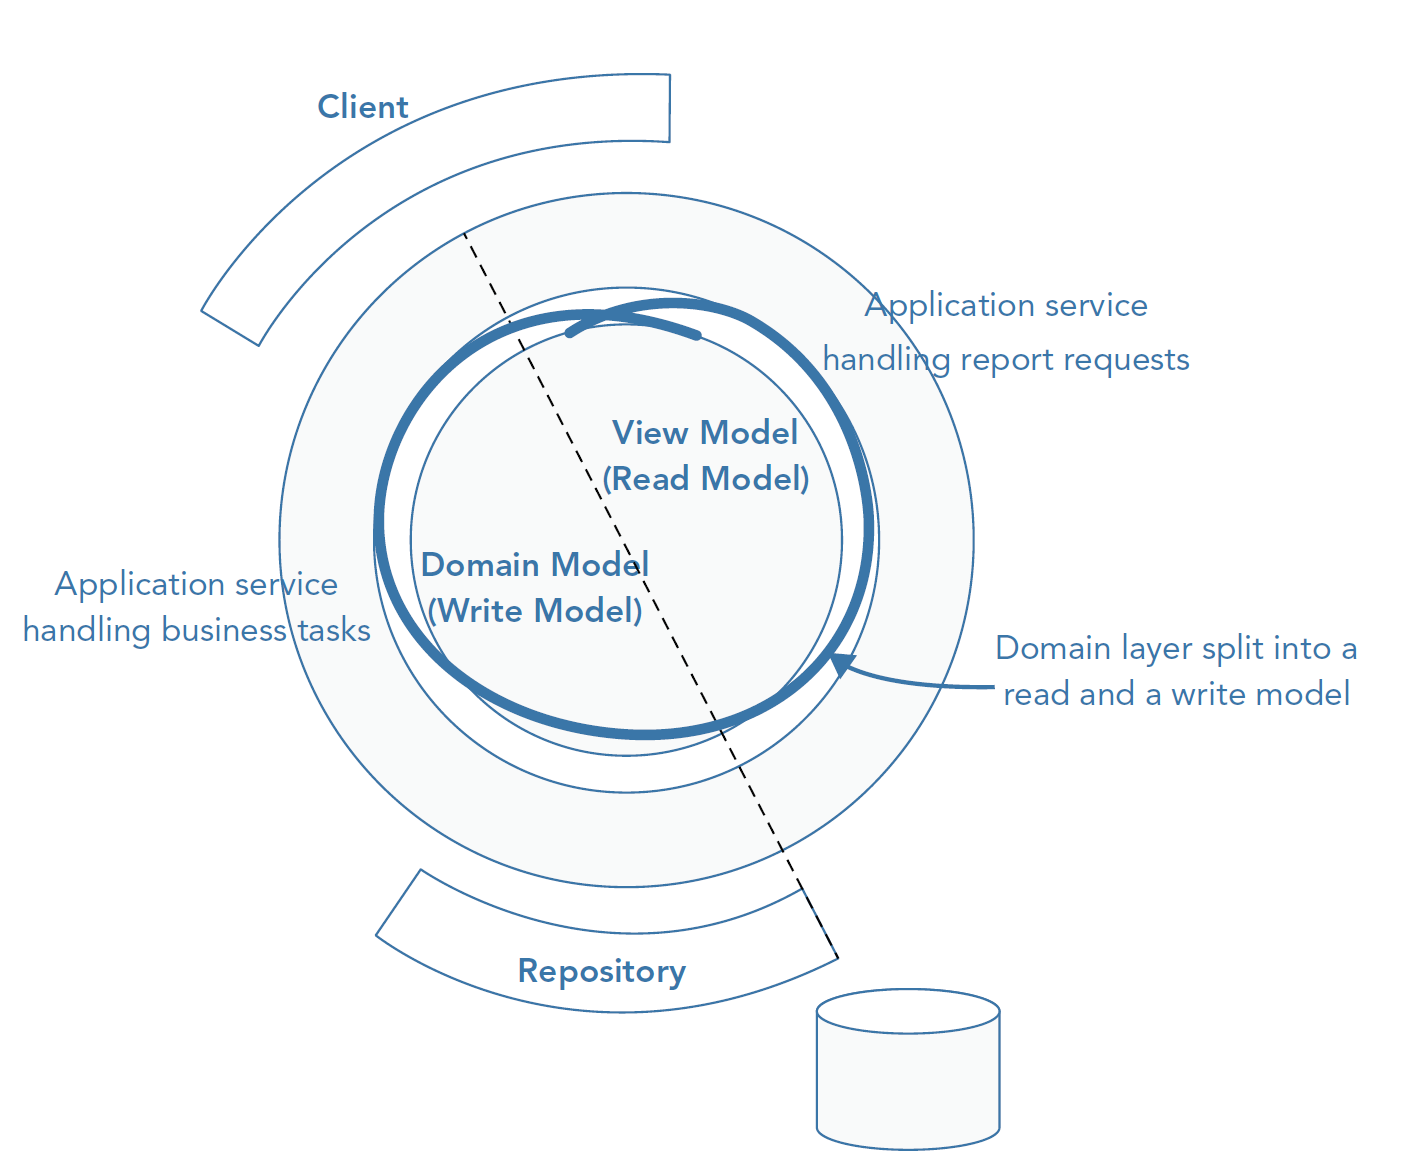 Client
Application service
handling report requests
View Model
(Read Model)
Domain Model
(Write Model)
Application service
handling business tasks
Domain layer split into a
read and a write model
Repository